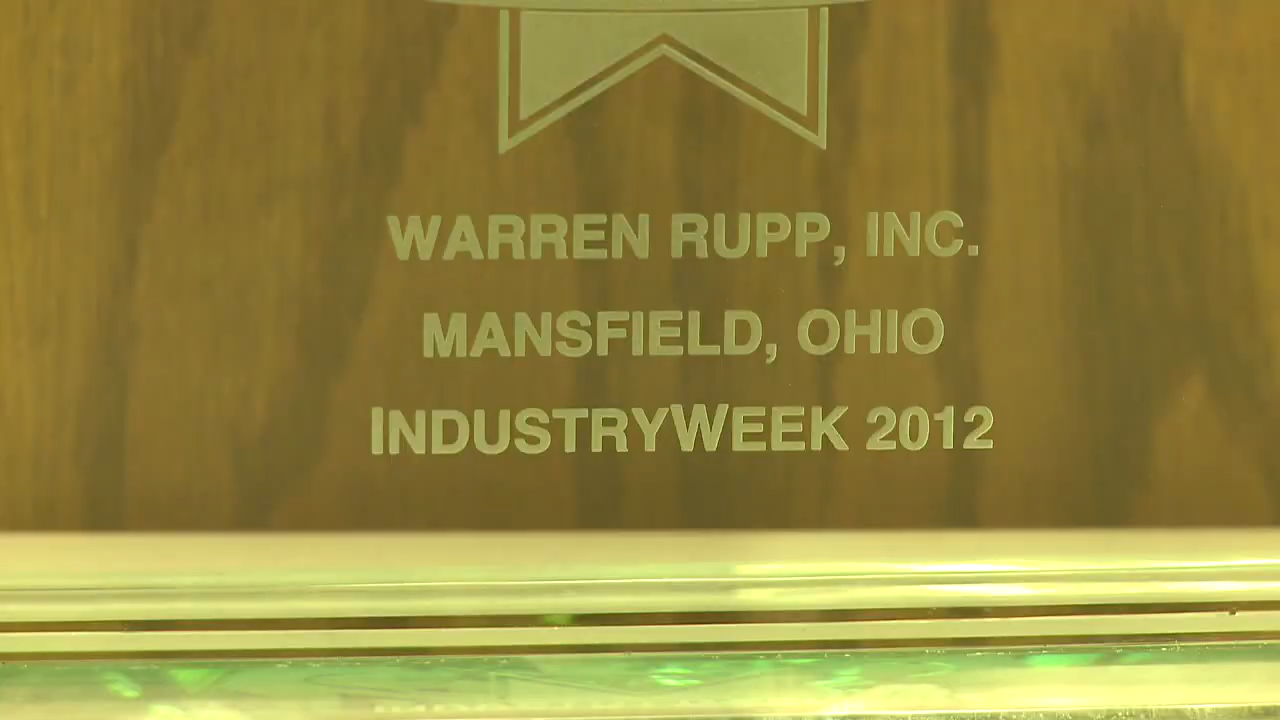 WARREN RUPP, INC.
MANSFIELD, OHIO
INDUSTRYWEEK 2012